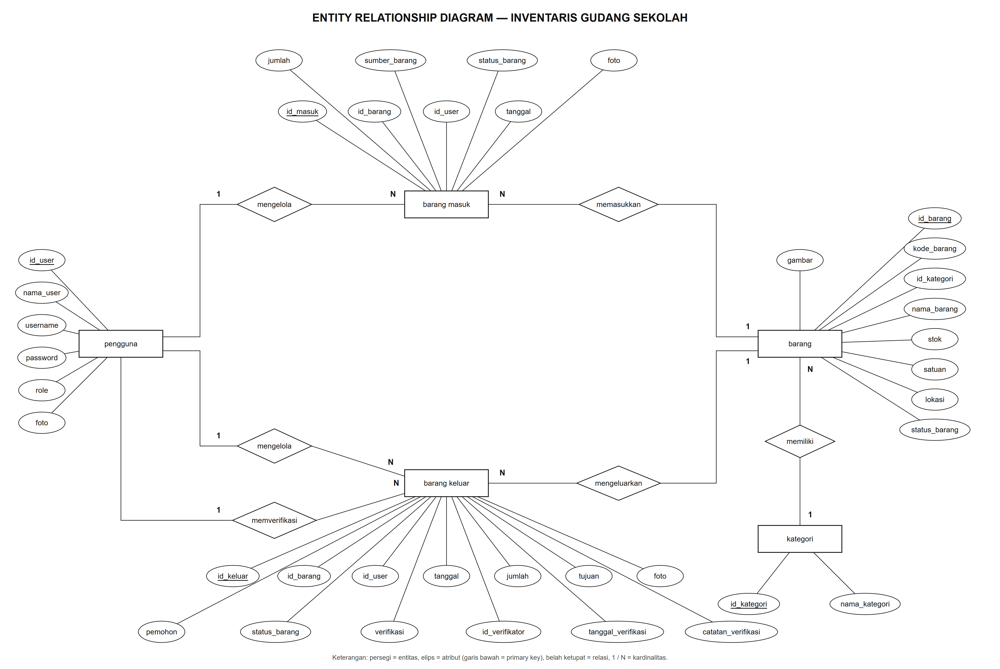 ENTITY RELATIONSHIP DIAGRAM — INVENTARIS GUDANG SEKOLAH
jumlah
sumber_barang
status_barang
foto
id_masuk
id_barang
id_user
tanggal
1
mengelola
N
barang masuk
N
memasukkan
id_barang
kode_barang
id_kategori
nama_barang
stok
satuan
lokasi
status_barang
gambar
id_user
nama_user
username
password
role
foto
pengguna
1
barang
1
N
1
mengelola
N
N
barang keluar
N
mengeluarkan
memiliki
1
memverifikasi
1
kategori
id_keluar
id_barang
id_user
tanggal
jumlah
tujuan
foto
id_kategori
nama_kategori
pemohon
status_barang
verifikasi
id_verifikator
tanggal_verifikasi
catatan_verifikasi
Keterangan: persegi = entitas, elips = atribut (garis bawah = primary key), belah ketupat = relasi, 1 / N = kardinalitas.